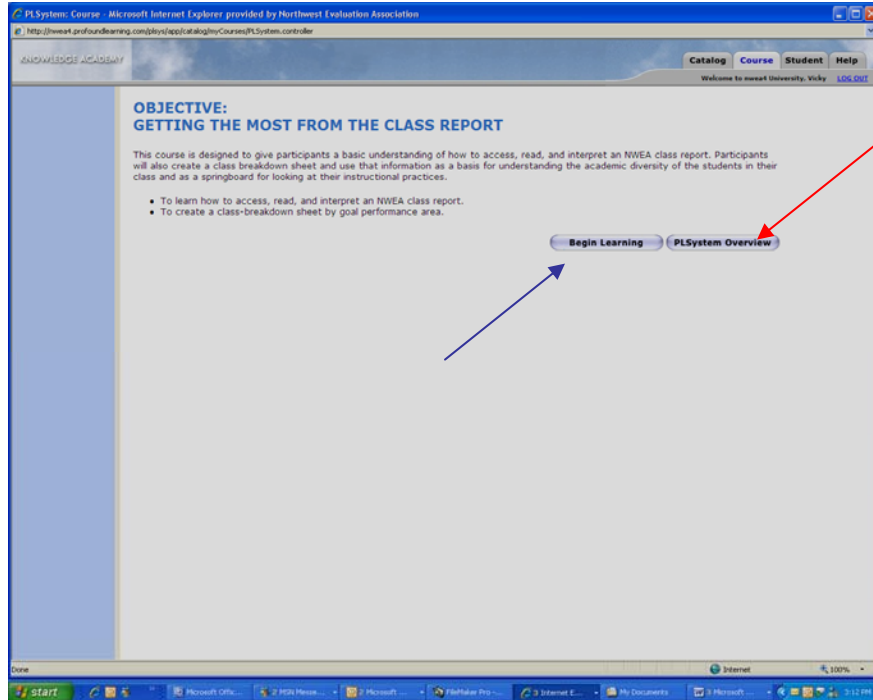 PLSystem: Course - Microsoft Internet Explorer provided by Northwest Evaluation Association
http://nwea4.profoundlearning.com/plsys/app/catalog/myCourses/PLSystem.controller
KNOWLEDGE ACADEMY
Catalog Course Student Help
Welcome to nwea4 University, Vicky LOG OUT
OBJECTIVE:
GETTING THE MOST FROM THE CLASS REPORT
This course is designed to give participants a basic understanding of how to access, read, and interpret an NWEA class report. Participants
will also create a class breakdown sheet and use that information as a basis for understanding the academic diversity of the students in their
class and as a springboard for looking at their instructional practices.
• To learn how to access, read, and interpret an NWEA class report.
• To create a class-breakdown sheet by goal performance area.
Begin Learning PLSystem Overview
Done Internet 100%
start Microsoft Offic... 2 MSN Messe... 2 Microsoft ... FileMaker Pro -... 3 Internet E... My Documents 3 Microsoft ... 3:12 PM